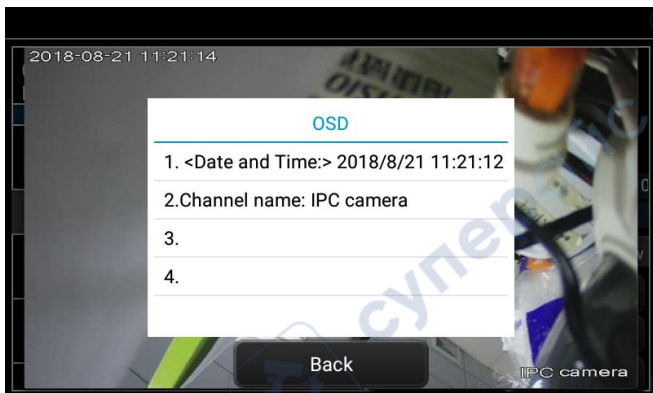 2018-08-21 11:21:14
OSD
1. <Date and Time:> 2018/8/21 11:21:12
2.Channel name: IPC camera
3.
4.
Back
IPC camera